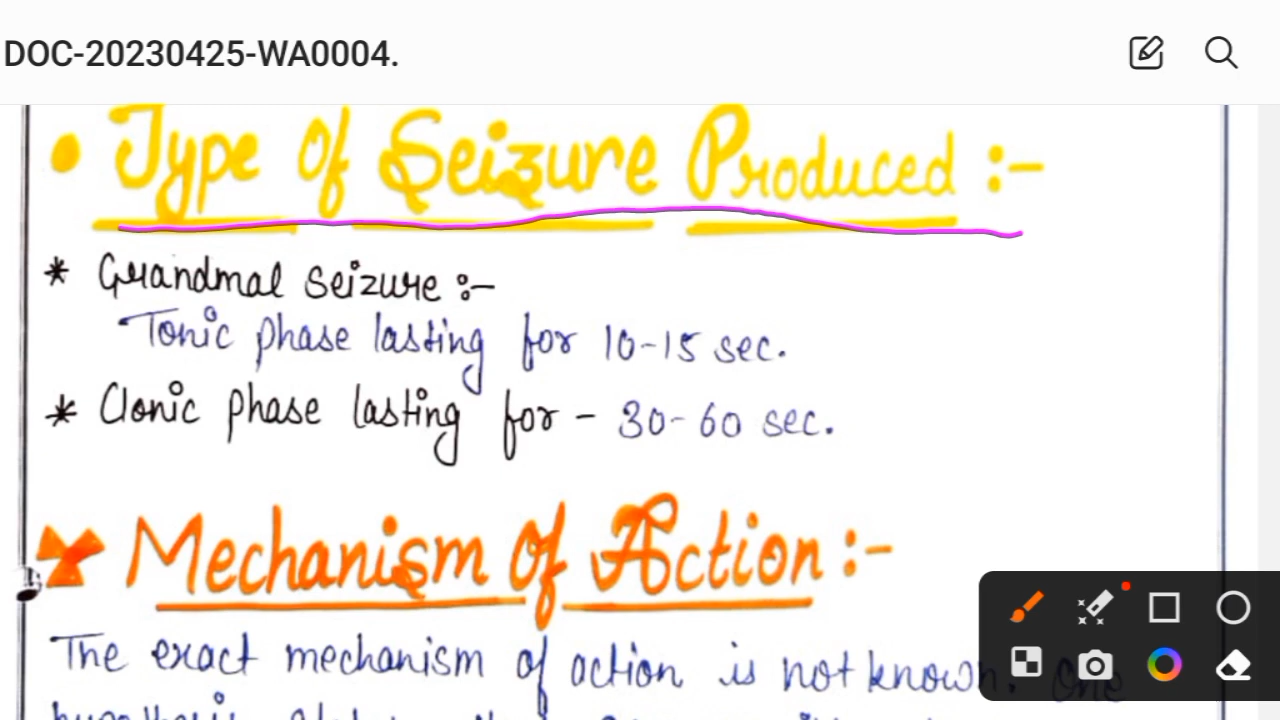 DOC-20230425-WA0004.
• Type Of Seizure Produced :-
* Grandmal seizure :-
Tonic phase lasting for 10-15 sec.
* Clonic phase lasting for - 30-60 sec.
Mechanism Of Action :-
The exact mechanism of action is not known. One